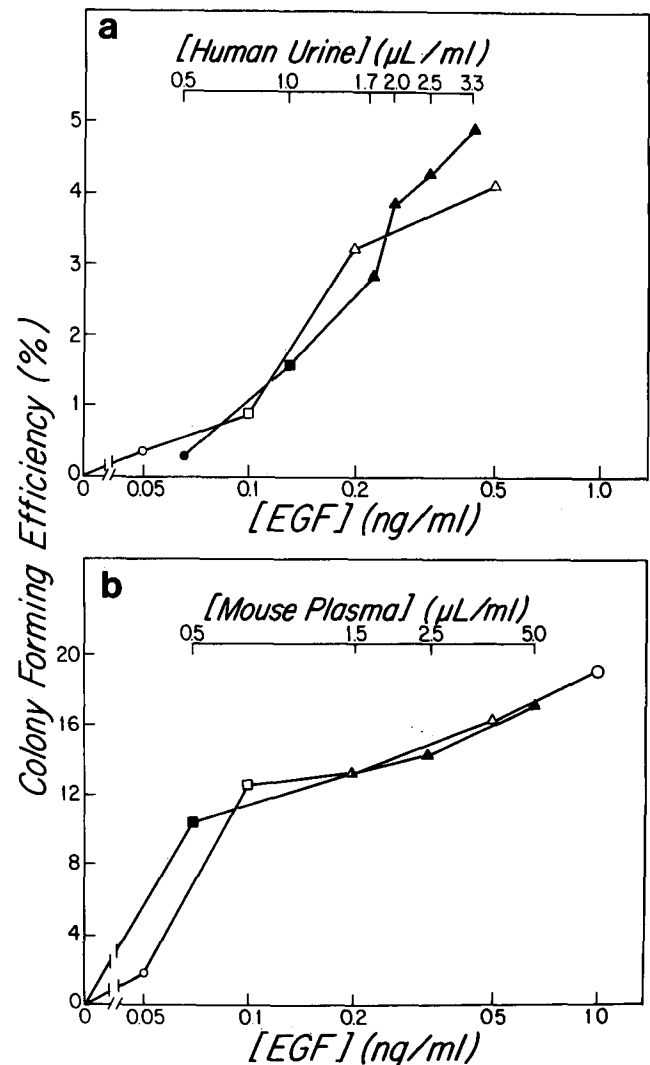 a
[Human Urine] (μL/ml)
0.5 1.0 1.7 2.0 2.5 3.3
5
4
3
2
1
0
0 0.05 0.1 0.2 0.5 1.0
[EGF] (ng/ml)
Colony Forming Efficiency (%)
b
[Mouse Plasma] (μL/ml)
0.5 1.5 2.5 5.0
20
16
12
8
4
0
0 0.05 0.1 0.2 0.5 1.0
[EGF] (ng/ml)